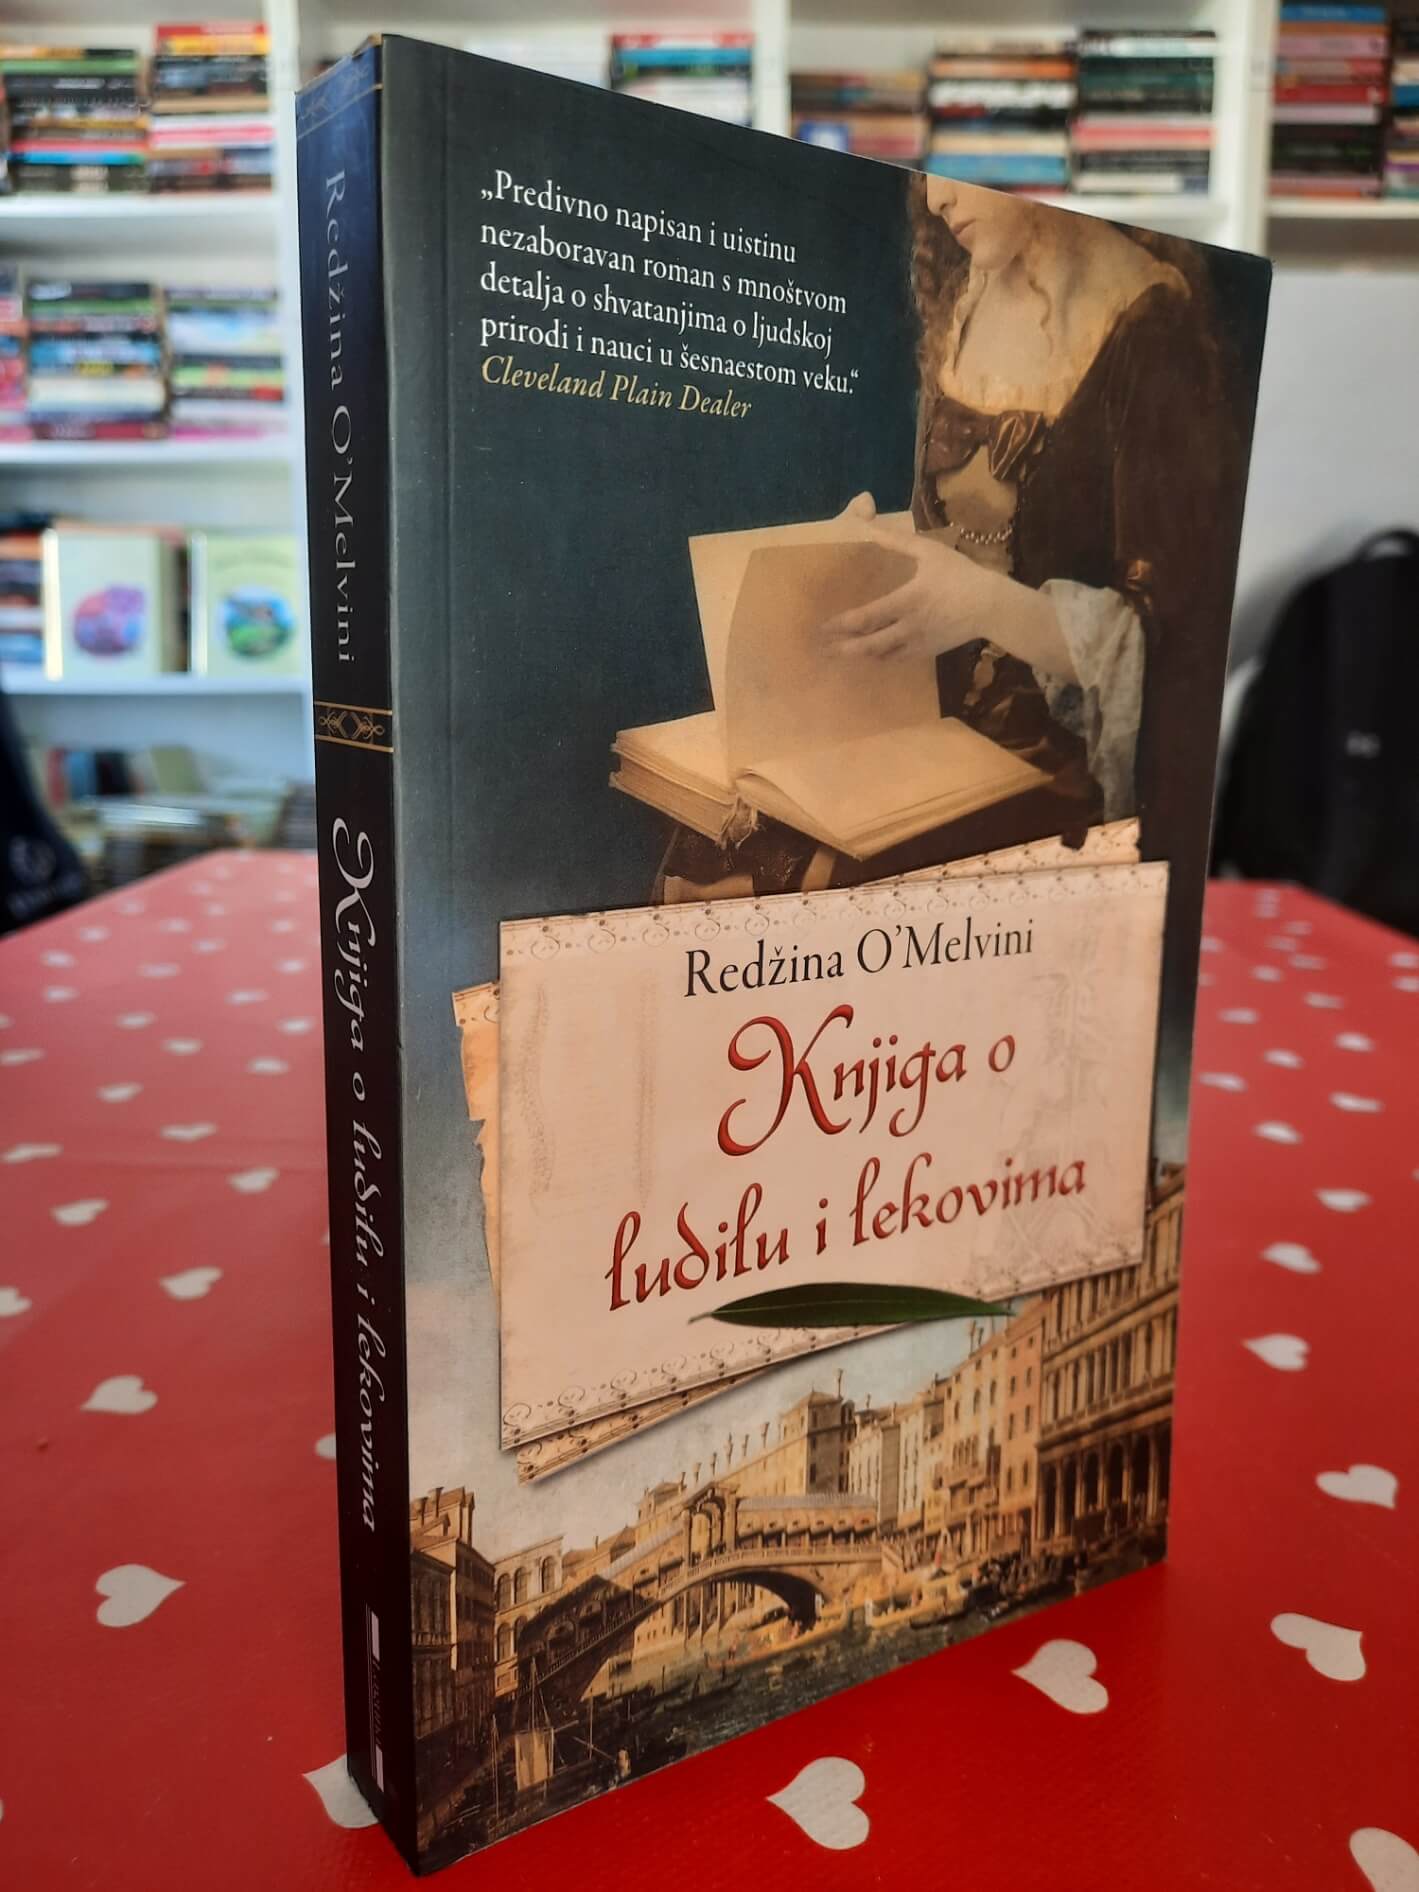 Redžina O'Melvini
Knjiga o ludilu i lekovima
„Predivno napisan i uistinu
nezaboravan roman s mnoštvom
detalja o shvatanjima o ljudskoj
prirodi i nauci u šesnaestom veku.“
Cleveland Plain Dealer
Redžina O’Melvini
Knjiga o
ludilu i lekovima